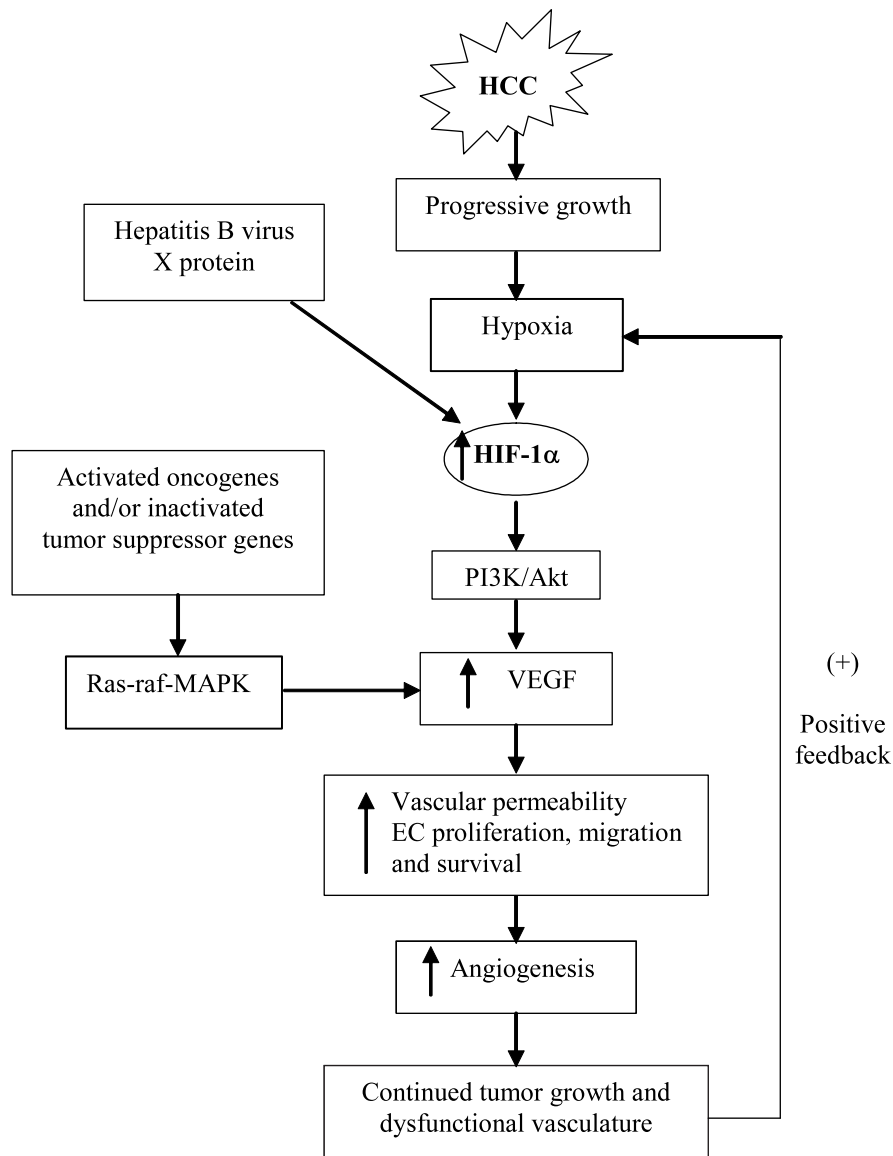 HCC
Progressive growth
Hepatitis B virus
X protein
Hypoxia
HIF-1α
Activated oncogenes
and/or inactivated
tumor suppressor genes
PI3K/Akt
Ras-raf-MAPK
VEGF
(+)
Positive
feedback
Vascular permeability
EC proliferation, migration
and survival
Angiogenesis
Continued tumor growth and
dysfunctional vasculature